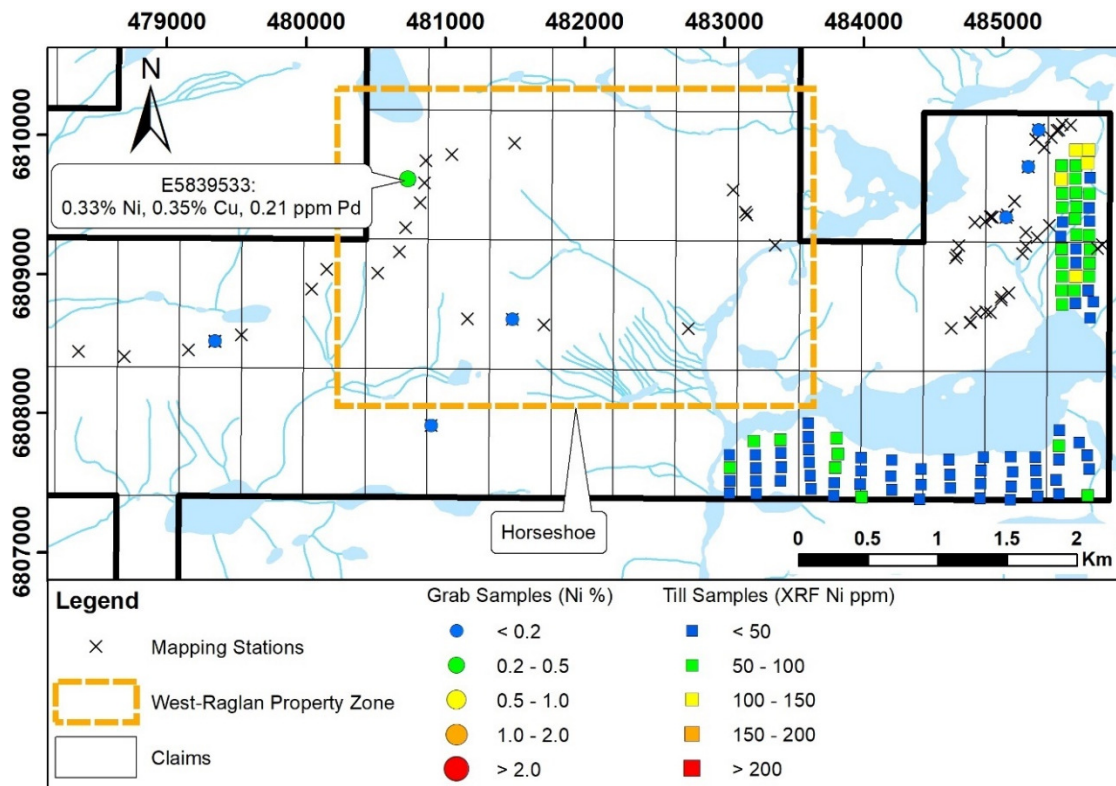 479000 480000 481000 482000 483000 484000 485000
N
6810000
6809000
6808000
6807000
E5839533:
0.33% Ni, 0.35% Cu, 0.21 ppm Pd
Horseshoe
0 0.5 1 1.5 2
Km
Legend
Mapping Stations
West-Raglan Property Zone
Claims
Grab Samples (Ni %)
< 0.2
0.2 - 0.5
0.5 - 1.0
1.0 - 2.0
> 2.0
Till Samples (XRF Ni ppm)
< 50
50 - 100
100 - 150
150 - 200
> 200